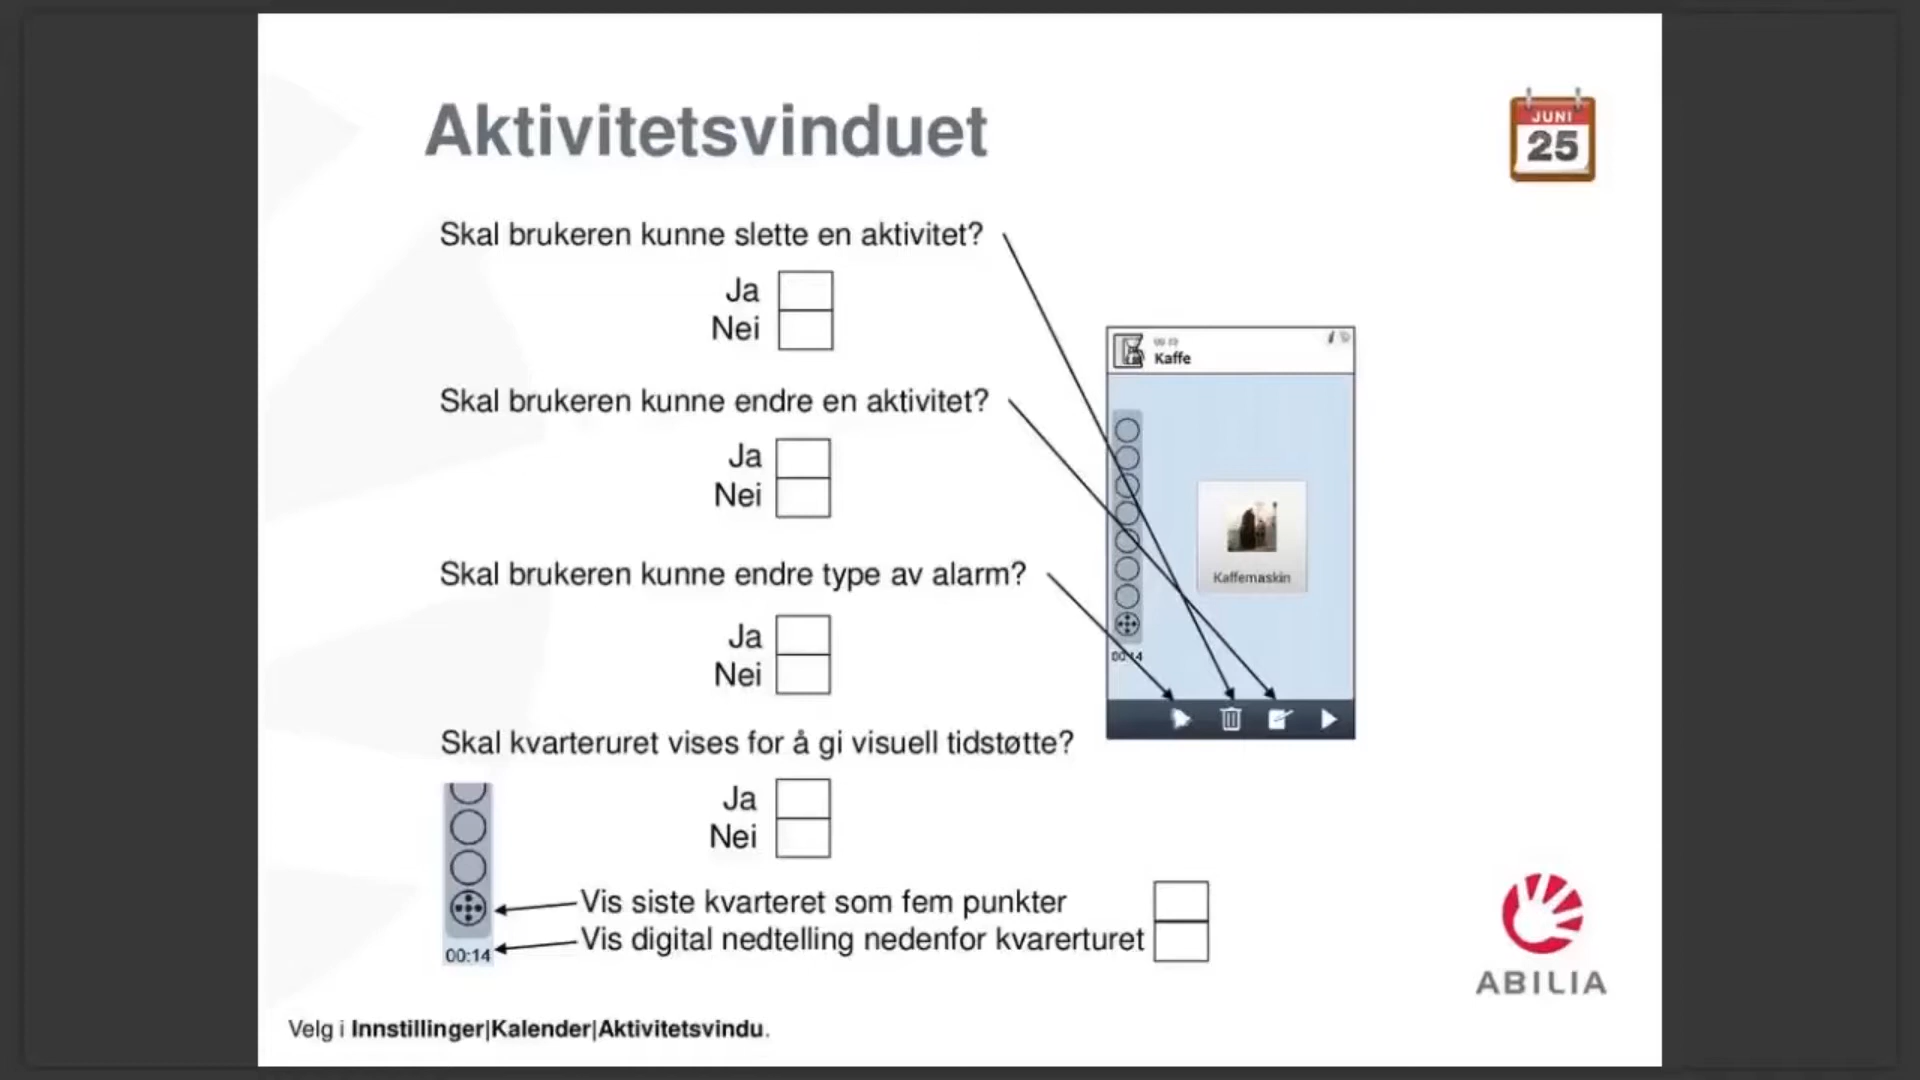 Aktivitetsvinduet
JUNI
25
Skal brukeren kunne slette en aktivitet?
Ja
Nei
Skal brukeren kunne endre en aktivitet?
Ja
Nei
Skal brukeren kunne endre type av alarm?
Ja
Nei
Skal kvarteruret vises for å gi visuell tidstøtte?
Ja
Nei
Vis siste kvarteret som fem punkter
Vis digital nedtelling nedenfor kvarerturet
00:14
Kaffe
Kaffemaskin
00:14
ABILIA
Velg i Innstillinger|Kalender|Aktivitetsvindu.